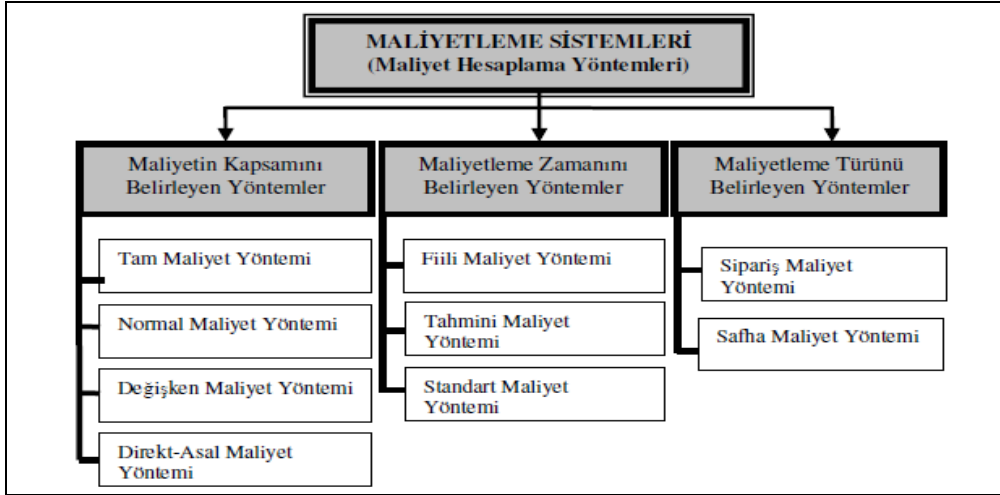 MALİYETLEME SİSTEMLERİ
(Maliyet Hesaplama Yöntemleri)
Maliyetin Kapsamını
Belirleyen Yöntemler
Tam Maliyet Yöntemi
Normal Maliyet Yöntemi
Değişken Maliyet Yöntemi
Direkt-Asal Maliyet
Yöntemi
Maliyetleme Zamanını
Belirleyen Yöntemler
Fiili Maliyet Yöntemi
Tahmini Maliyet
Yöntemi
Standart Maliyet
Yöntemi
Maliyetleme Türünü
Belirleyen Yöntemler
Sipariş Maliyet
Yöntemi
Safha Maliyet Yöntemi